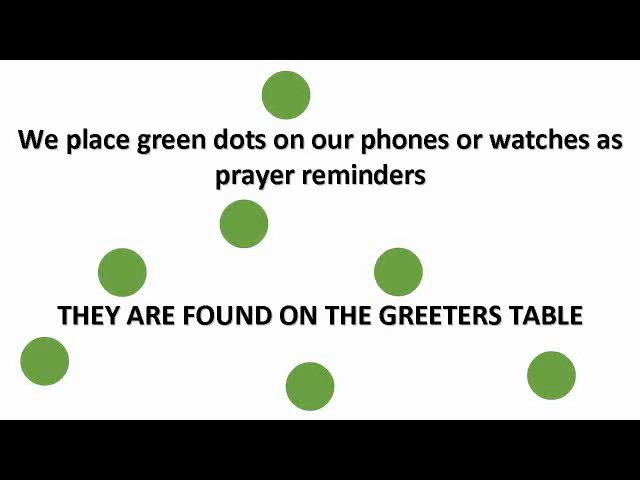 We place green dots on our phones or watches as
prayer reminders
THEY ARE FOUND ON THE GREETERS TABLE